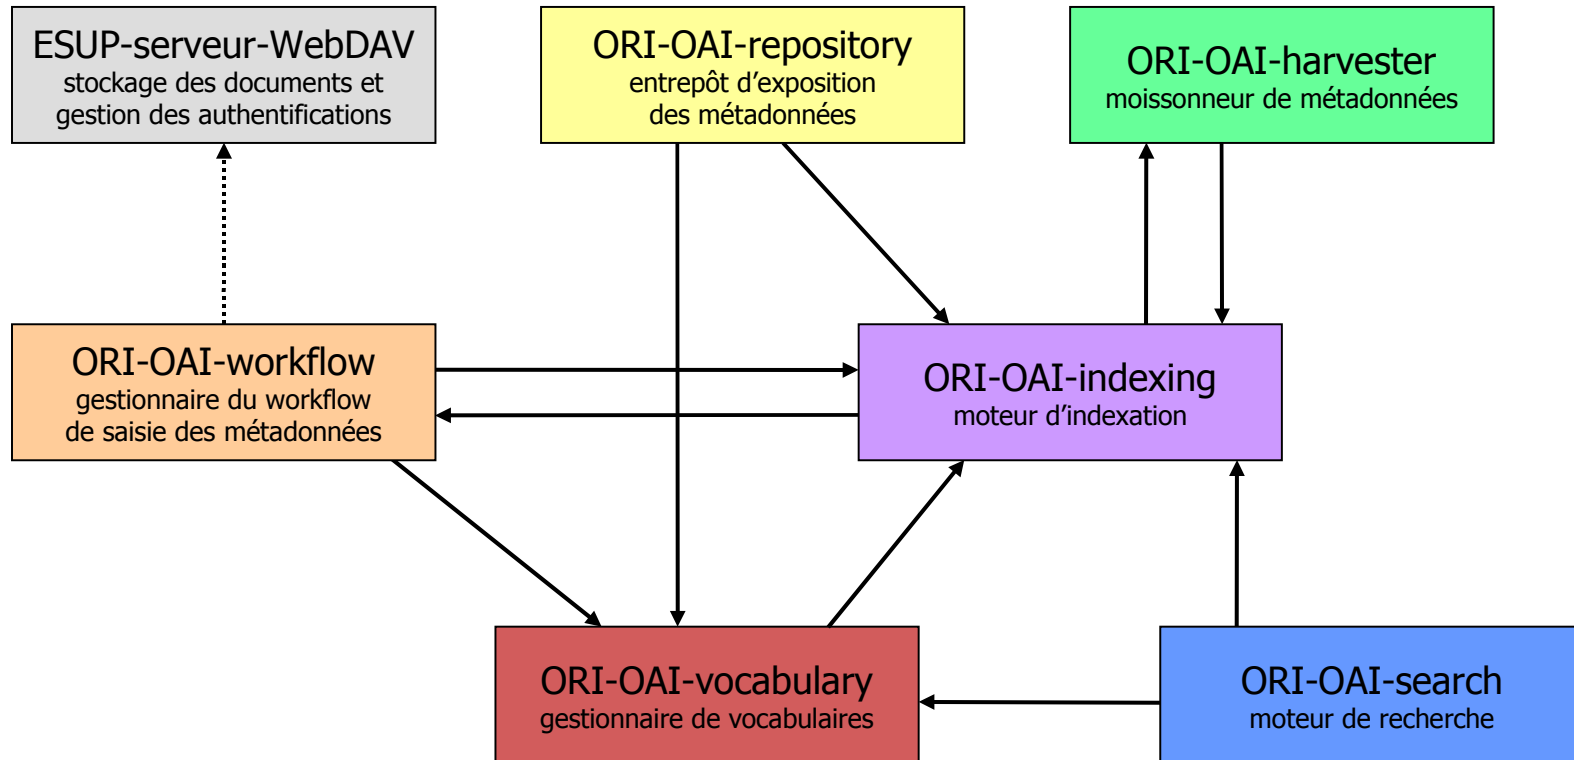 ESUP-serveur-WebDAV
stockage des documents et
gestion des authentifications
ORI-OAI-repository
entrepôt d’exposition
des métadonnées
ORI-OAI-harvester
moissonneur de métadonnées
ORI-OAI-workflow
gestionnaire du workflow
de saisie des métadonnées
ORI-OAI-indexing
moteur d’indexation
ORI-OAI-vocabulary
gestionnaire de vocabulaires
ORI-OAI-search
moteur de recherche